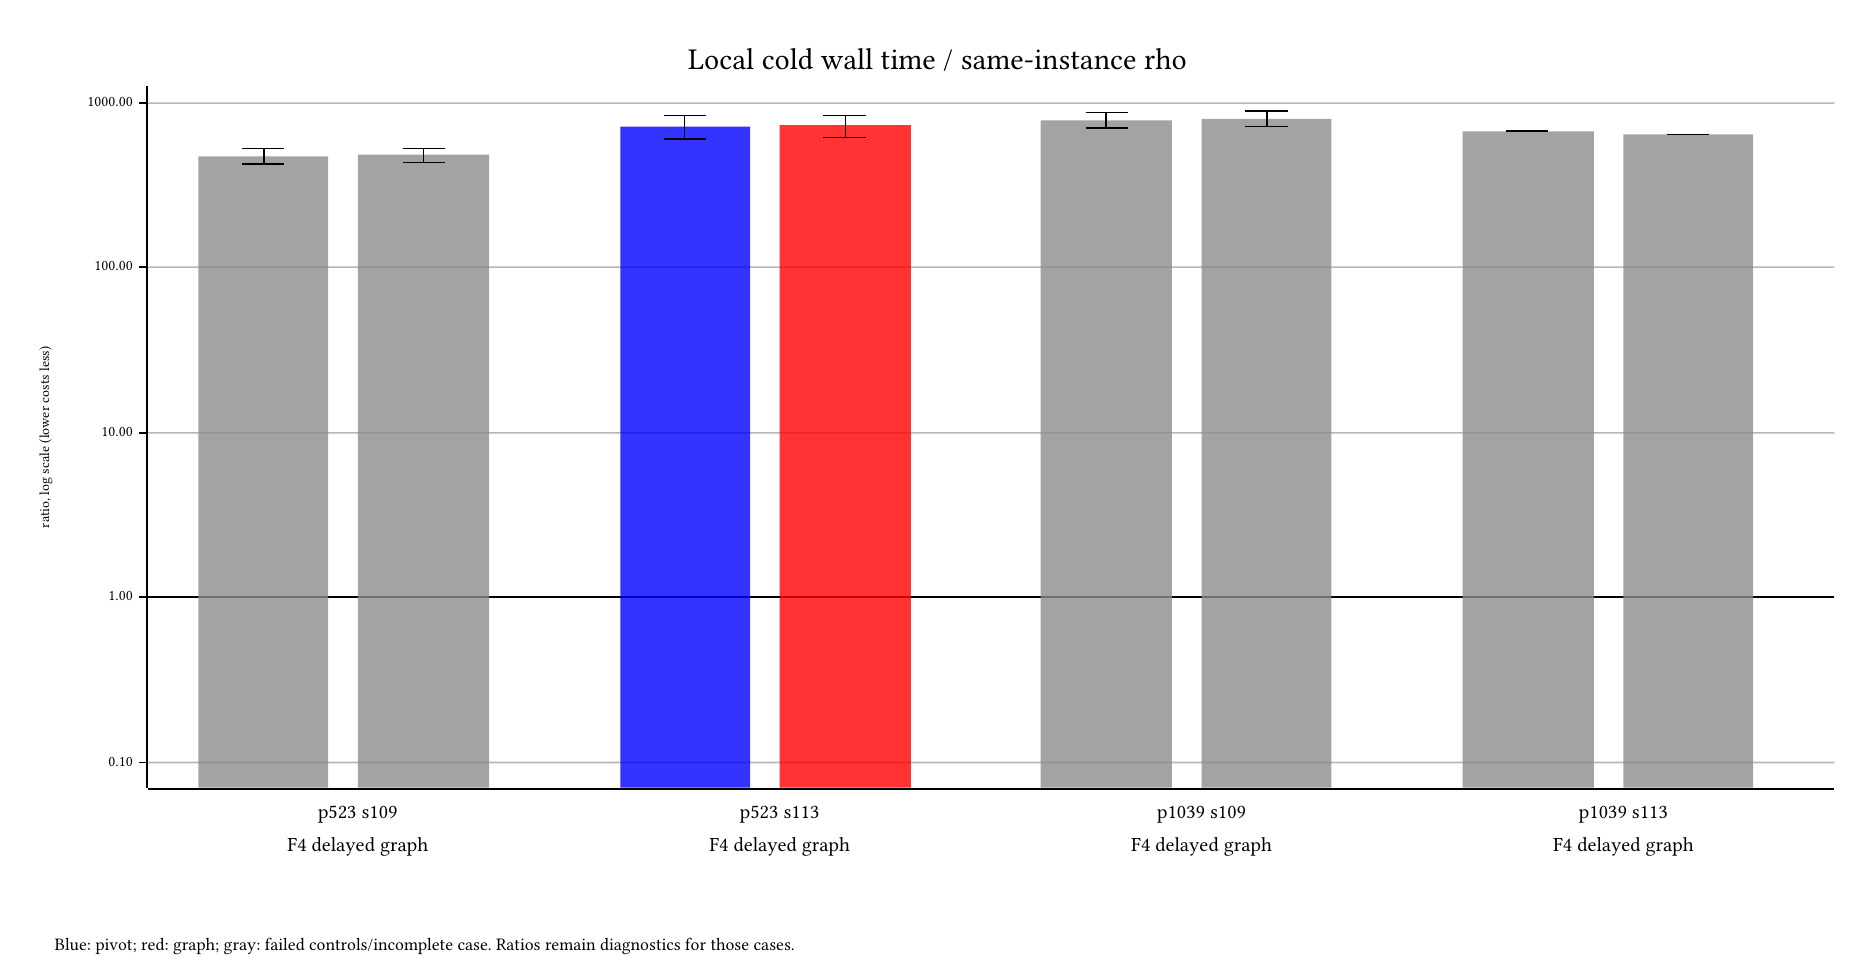 Local cold wall time / same-instance rho
1000.00
100.00
10.00
1.00
0.10
ratio, log scale (lower costs less)
p523 s109
F4 delayed graph
p523 s113
F4 delayed graph
p1039 s109
F4 delayed graph
p1039 s113
F4 delayed graph
Blue: pivot; red: graph; gray: failed controls/incomplete case. Ratios remain diagnostics for those cases.